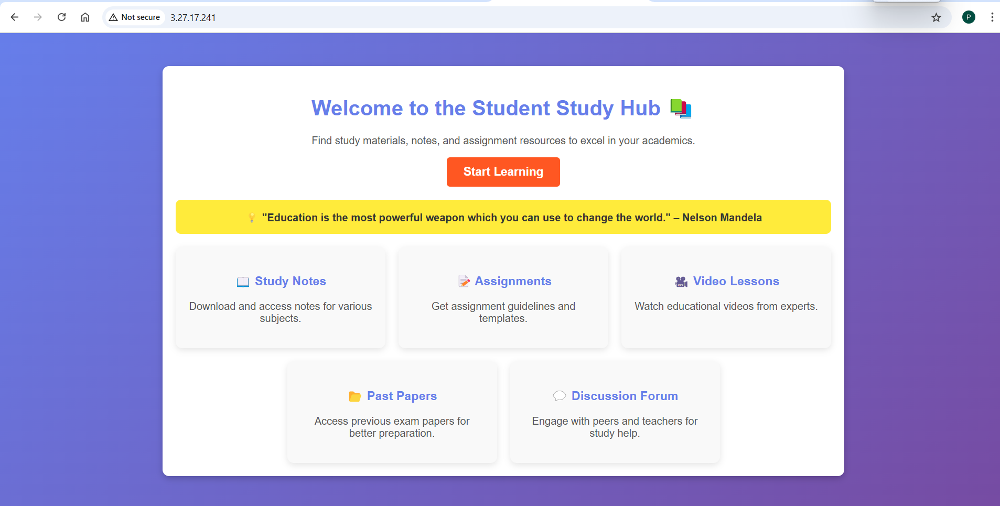 Not secure
3.27.17.241
P
Welcome to the Student Study Hub
Find study materials, notes, and assignment resources to excel in your academics.
Start Learning
"Education is the most powerful weapon which you can use to change the world." – Nelson Mandela
Study Notes
Download and access notes for various
subjects.
Assignments
Get assignment guidelines and
templates.
Video Lessons
Watch educational videos from experts.
Past Papers
Access previous exam papers for
better preparation.
Discussion Forum
Engage with peers and teachers for
study help.